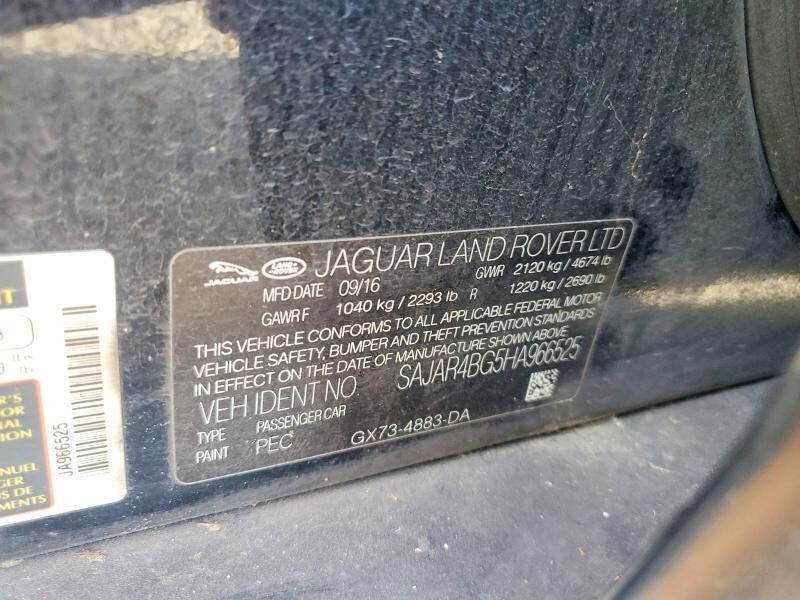 JAGUAR
LAND ROVER
JAGUAR LAND ROVER LTD
MFD DATE 09/16 GWR 2120 kg / 4674 lb
GAWR F 1040 kg / 2293 lb R 1220 kg / 2690 lb
THIS VEHICLE CONFORMS TO ALL APPLICABLE FEDERAL MOTOR
VEHICLE SAFETY, BUMPER AND THEFT PREVENTION STANDARDS
IN EFFECT ON THE DATE OF MANUFACTURE SHOWN ABOVE
VEH IDENT NO SAJAR4BG5HA966525
TYPE PASSENGER CAR
PAINT PEC GX73-4883-DA
JA966525
MANUEL
DE